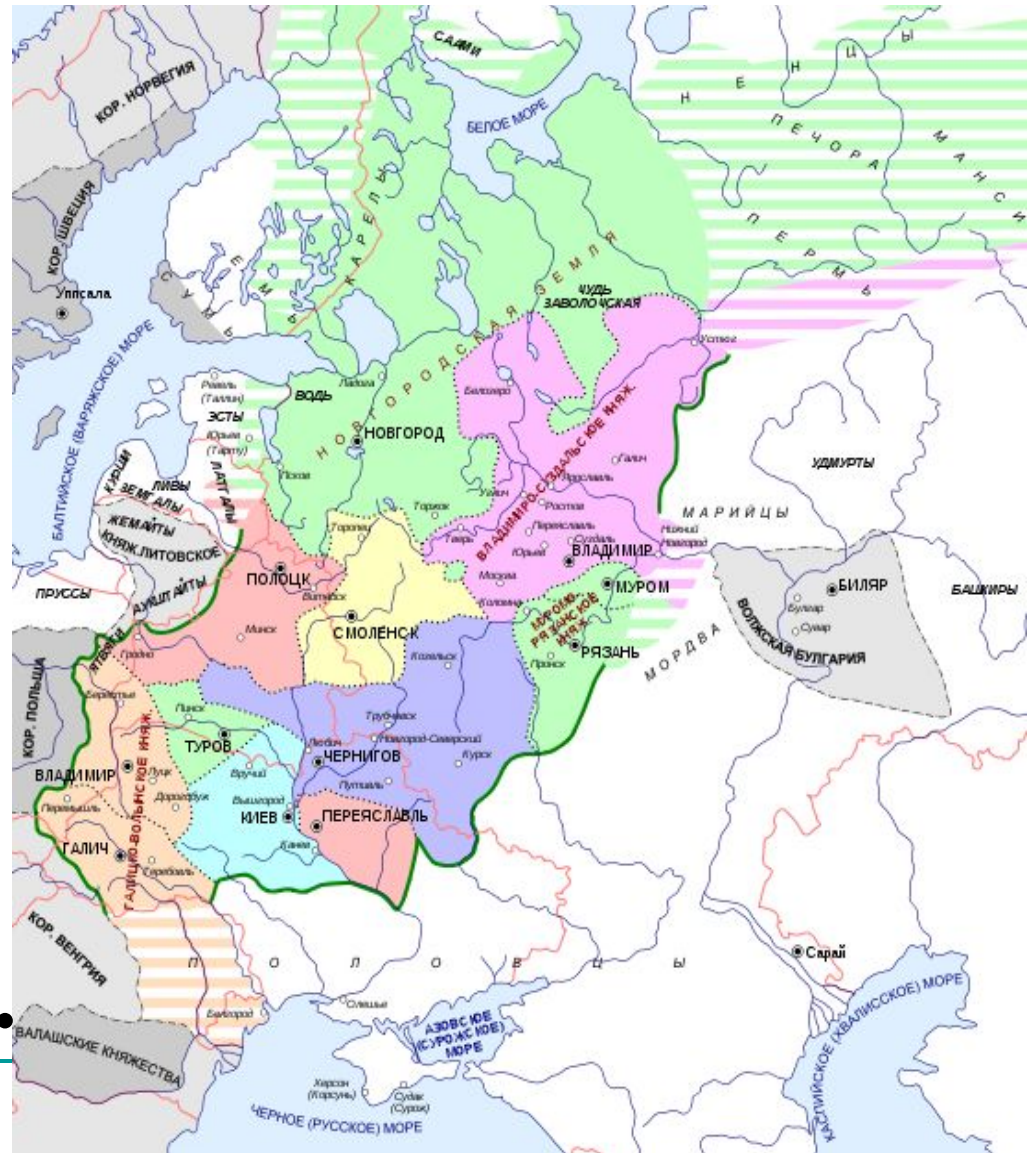 СААМИ
НЕНЦЫ
КОР. НОРВЕГИЯ
БЕЛОЕ МОРЕ
ПЕЧОРА
МАНСИ
КОР. ШВЕЦИЯ
КАРЕЛЫ
ПЕРМЬ
Уппсала
СУМЬ
ЕМЬ
ЧУДЬ
ЗАВОЛОЧСКАЯ
НОВГОРОДСКАЯ ЗЕМЛЯ
Устюг
БАЛТИЙСКОЕ (ВАРЯЖСКОЕ) МОРЕ
Ревель
(Таллин)
Ладога
Белозеро
ВОДЬ
ЭСТЫ
Юрьев
(Тарту)
НОВГОРОД
ВЛАДИМИРО-СУЗДАЛЬСКОЕ КНЯЖ.
Галич
УДМУРТЫ
КУРШИ
ЛИВЫ
ЗЕМГАЛЫ
ЛАТГАЛЫ
Псков
Углич
Ярославль
Ростов
Торжок
МАРИЙЦЫ
ЖЕМАЙТЫ
КНЯЖ.ЛИТОВСКОЕ
АУКШТАЙТЫ
Торопец
Тверь
Переяславль
Суздаль
Юрьев
Нижний
Новгород
ВЛАДИМИР
ПРУССЫ
ПОЛОЦК
Витебск
Москва
Коломна
МУРОМ
БИЛЯР
БАШКИРЫ
Булгар
Сувар
ВОЛЖСКАЯ БУЛГАРИЯ
СМОЛЕНСК
МУРОМО-
РЯЗАНСКОЕ
КНЯЖ.
Минск
РЯЗАНЬ
Пронск
МОРДВА
ЯТВЯГИ
Гродно
Козельск
КОР. ПОЛЬША
Берестье
Пинск
Трубчевск
ТУРОВ
Любеч
Новгород-Северский
ВЛАДИМИР
Луцк
Вручий
ЧЕРНИГОВ
Курск
Путивль
Перемышль
Дорогобуж
Вышгород
КИЕВ
ПЕРЕЯСЛАВЛЬ
ГАЛИЦКО-ВОЛЫНСКОЕ КНЯЖ.
ГАЛИЧ
Теребовль
Канев
КОР. ВЕНГРИЯ
ПОЛОВЦЫ
Сарай
Белгород
Олешье
АЗОВСКОЕ
(СУРОЖСКОЕ)
МОРЕ
ВАЛАШСКИЕ КНЯЖЕСТВА
Херсон
(Корсунь)
Судак
(Сурож)
ЧЕРНОЕ (РУССКОЕ) МОРЕ
КАСПИЙСКОЕ (ХВАЛИССКОЕ) МОРЕ